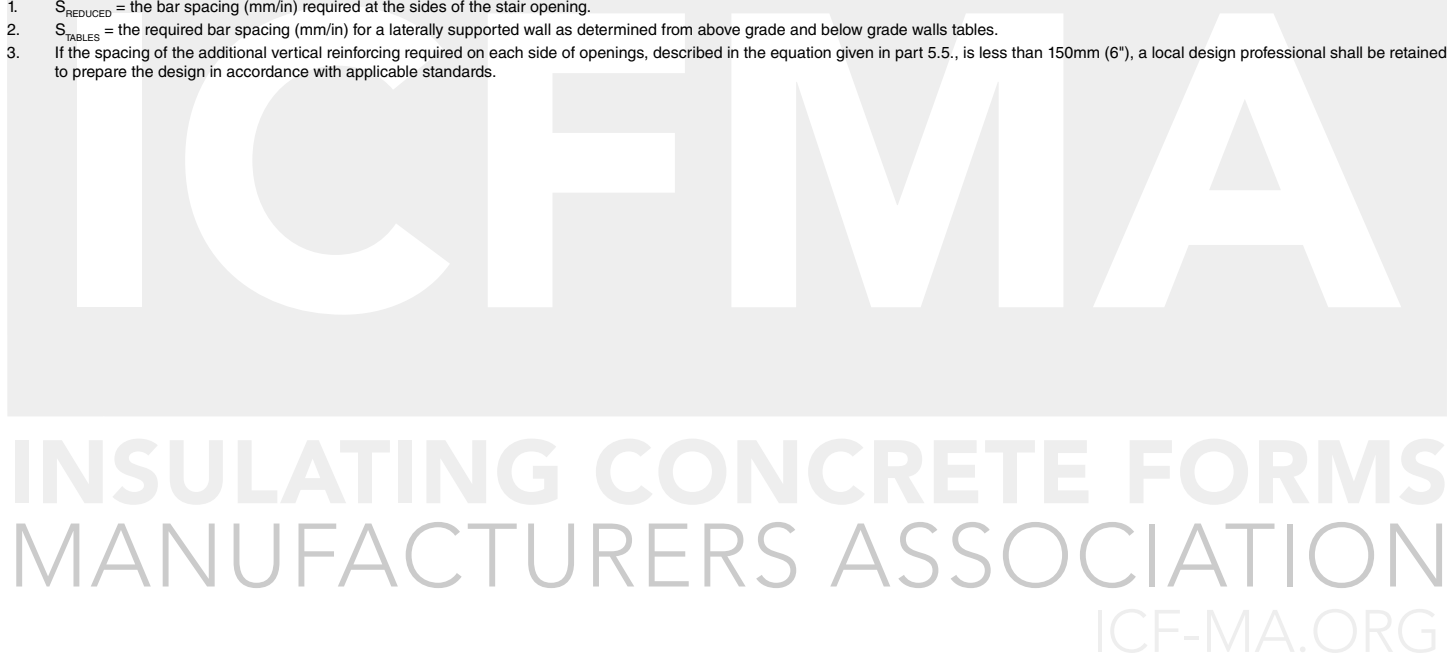 1. S_REDUCED = the bar spacing (mm/in) required at the sides of the stair opening.
2. S_TABLES = the required bar spacing (mm/in) for a laterally supported wall as determined from above grade and below grade walls tables.
3. If the spacing of the additional vertical reinforcing required on each side of openings, described in the equation given in part 5.5., is less than 150mm (6"), a local design professional shall be retained
to prepare the design in accordance with applicable standards.
ICFMA
INSULATING CONCRETE FORMS
MANUFACTURERS ASSOCIATION
ICF-MA.ORG